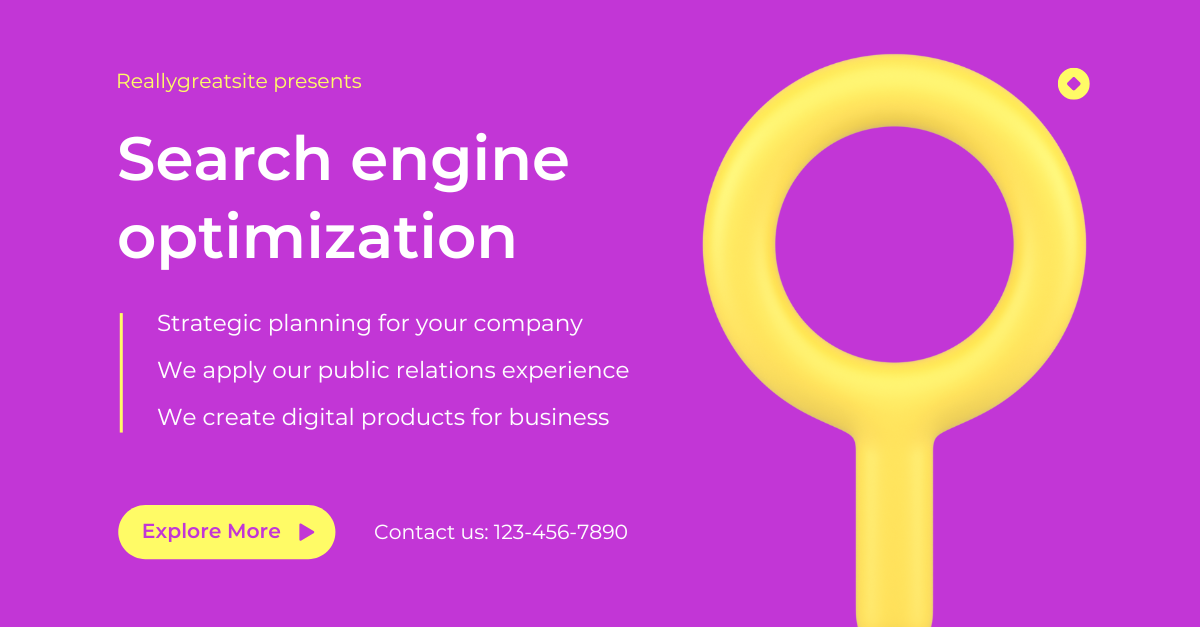 Reallygreatsite presents
Search engine
optimization
Strategic planning for your company
We apply our public relations experience
We create digital products for business
Explore More
Contact us: 123-456-7890